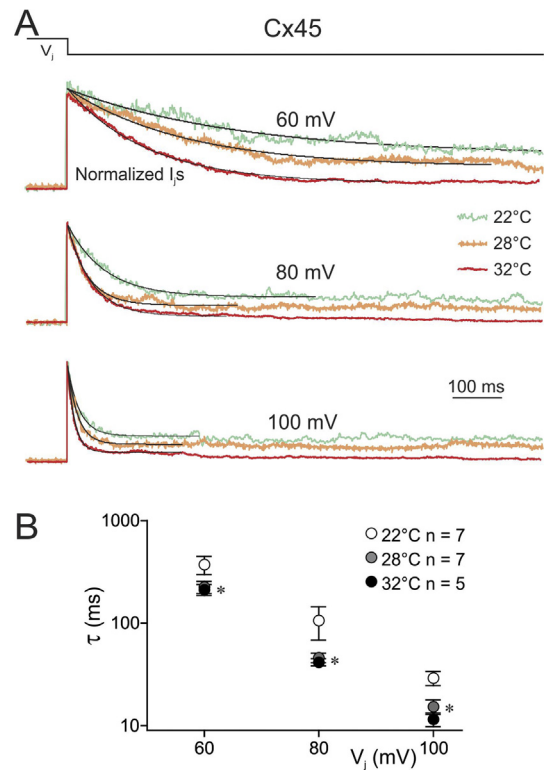 A
Cx45
Vj
60 mV
Normalized Ijs
22°C
28°C
32°C
80 mV
100 ms
100 mV
B
1000
22°C n = 7
28°C n = 7
32°C n = 5
τ (ms)
100
*
*
*
10
60
80
100
Vj (mV)